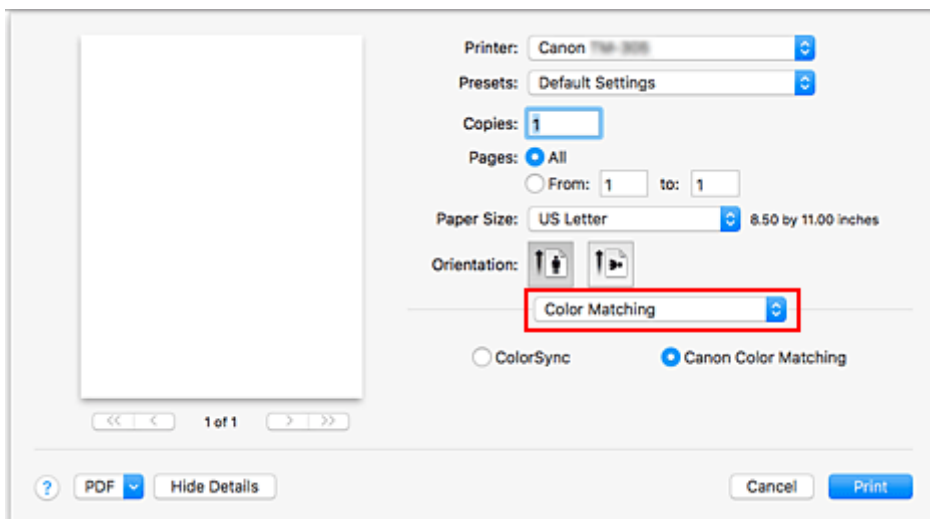 Printer: Canon
Presets: Default Settings
Copies: 1
Pages: All
From: 1 to: 1
Paper Size: US Letter 8.50 by 11.00 inches
Orientation:
Color Matching
ColorSync Canon Color Matching
<< < 1 of 1 > >>
? PDF Hide Details Cancel Print